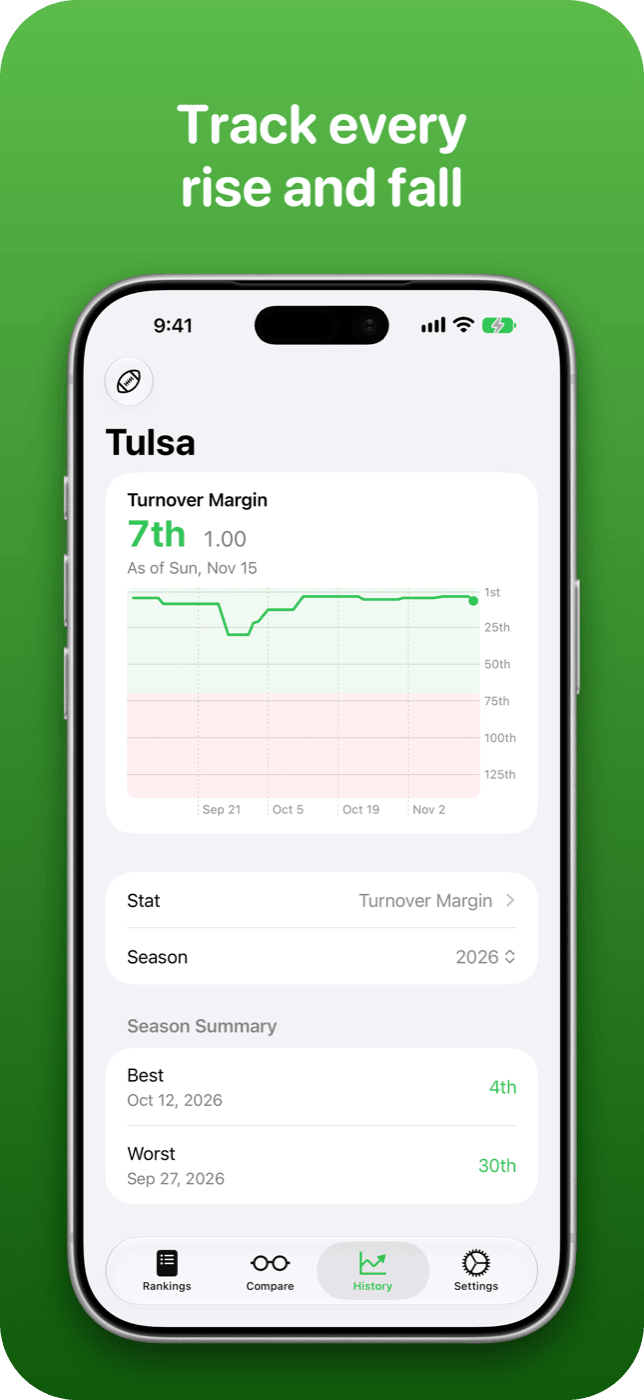 Track every
rise and fall
9:41
Tulsa
Turnover Margin
7th 1.00
As of Sun, Nov 15
1st
25th
50th
75th
100th
125th
Sep 21 Oct 5 Oct 19 Nov 2
Stat Turnover Margin
Season 2026
Season Summary
Best
Oct 12, 2026
4th
Worst
Sep 27, 2026
30th
Rankings Compare History Settings